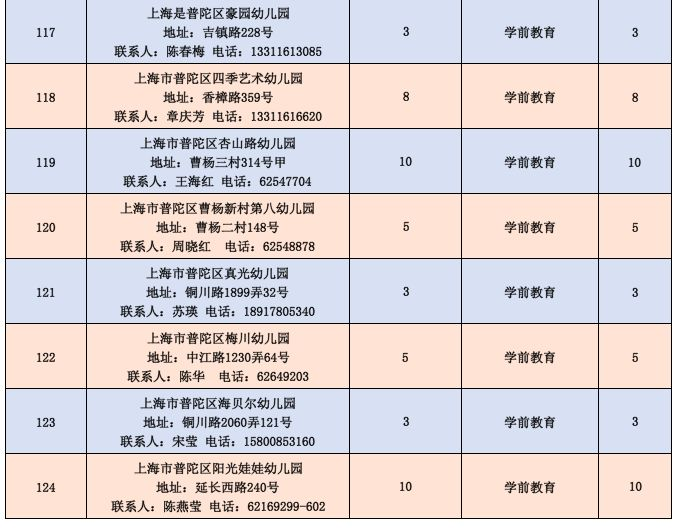 117
上海是普陀区豪园幼儿园
地址：吉镇路228号
联系人：陈春梅 电话：13311613085
3
学前教育
3
118
上海市普陀区四季艺术幼儿园
地址：香樟路359号
联系人：章庆芳 电话：13311616620
8
学前教育
8
119
上海市普陀区杏山路幼儿园
地址：曹杨三村314号甲
联系人：王海红 电话：62547704
10
学前教育
10
120
上海市普陀区曹杨新村第八幼儿园
地址：曹杨二村148号
联系人：周晓红 电话：62548878
5
学前教育
5
121
上海市普陀区真光幼儿园
地址：铜川路1899弄32号
联系人：苏瑛 电话：18917805340
3
学前教育
3
122
上海市普陀区梅川幼儿园
地址：中江路1230弄64号
联系人：陈华 电话：62649203
5
学前教育
5
123
上海市普陀区海贝尔幼儿园
地址：铜川路2060弄121号
联系人：宋莹 电话：15800853160
3
学前教育
3
124
上海市普陀区阳光娃娃幼儿园
地址：延长西路240号
联系人：陈燕莹 电话：62169299-602
10
学前教育
10